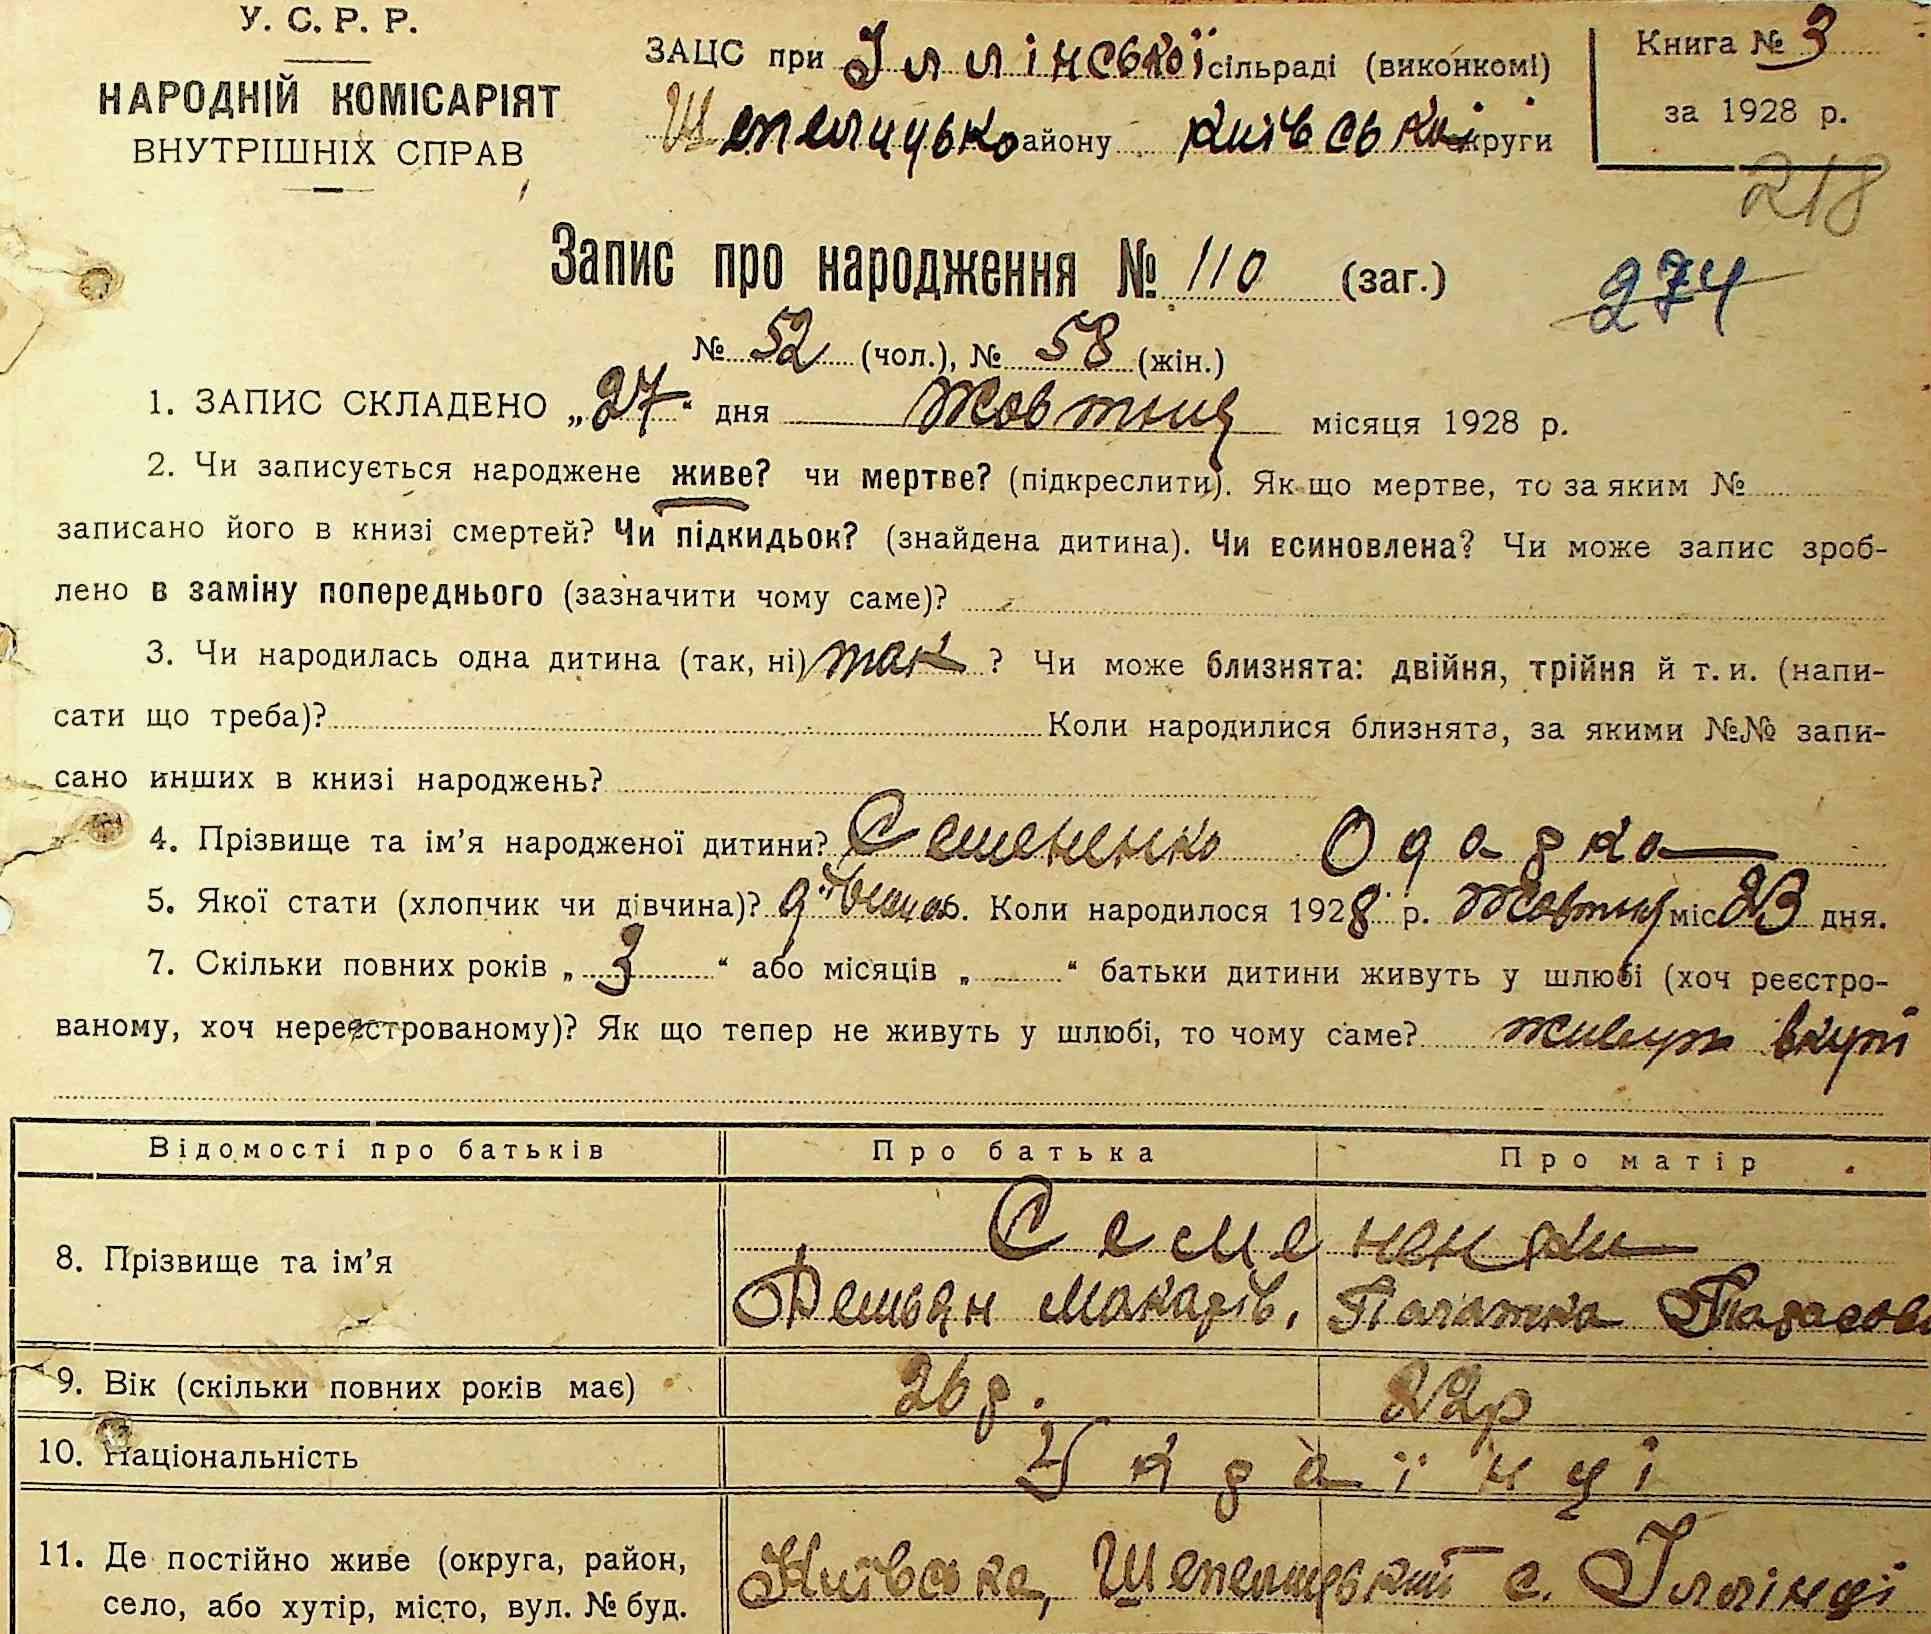 У. С. Р. Р.
НАРОДНІЙ КОМІСАРІЯТ
ВНУТРІШНІХ СПРАВ
ЗАЦС при Іллінської сільраді (виконкомі)
Шепелицько району Київської округи
Книга № 3
за 1928 р.
218
274
Запис про народження № 110 (заг.)
№ 52 (чол.), № 58 (жін.)
1. ЗАПИС СКЛАДЕНО „27“ дня Жовтня місяця 1928 р.
2. Чи записується народжене живе? чи мертве? (підкреслити). Як що мертве, то за яким №
записано його в книзі смертей? Чи підкидьок? (знайдена дитина). Чи всиновлена? Чи може запис зроб-
лено в заміну попереднього (зазначити чому саме)?
3. Чи народилась одна дитина (так, ні) так ? Чи може близнята: двійня, трійня й т. и. (напи-
сати що треба)? Коли народилися близнята, за якими №№ запи-
сано инших в книзі народжень?
4. Прізвище та ім’я народженої дитини? Семененко Одарка
5. Якої стати (хлопчик чи дівчина)? дівчина 6. Коли народилося 1928 р. Жовтня міс 23 дня.
7. Скільки повних років „3“ або місяців „ “ батьки дитини живуть у шлюбі (хоч реєстро-
ваному, хоч нереєстрованому)? Як що тепер не живуть у шлюбі, то чому саме? живут вкупі
Відомості про батьків Про батька Про матір
8. Прізвище та ім’я Семененки
Демьян Макарів, Палажка Тарасова
9. Вік (скільки повних років має) 26 р. 22 р
10. Національність Українці
11. Де постійно живе (округа, район, Київська, Шепелицький с. Іллінці
село, або хутір, місто, вул. № буд.